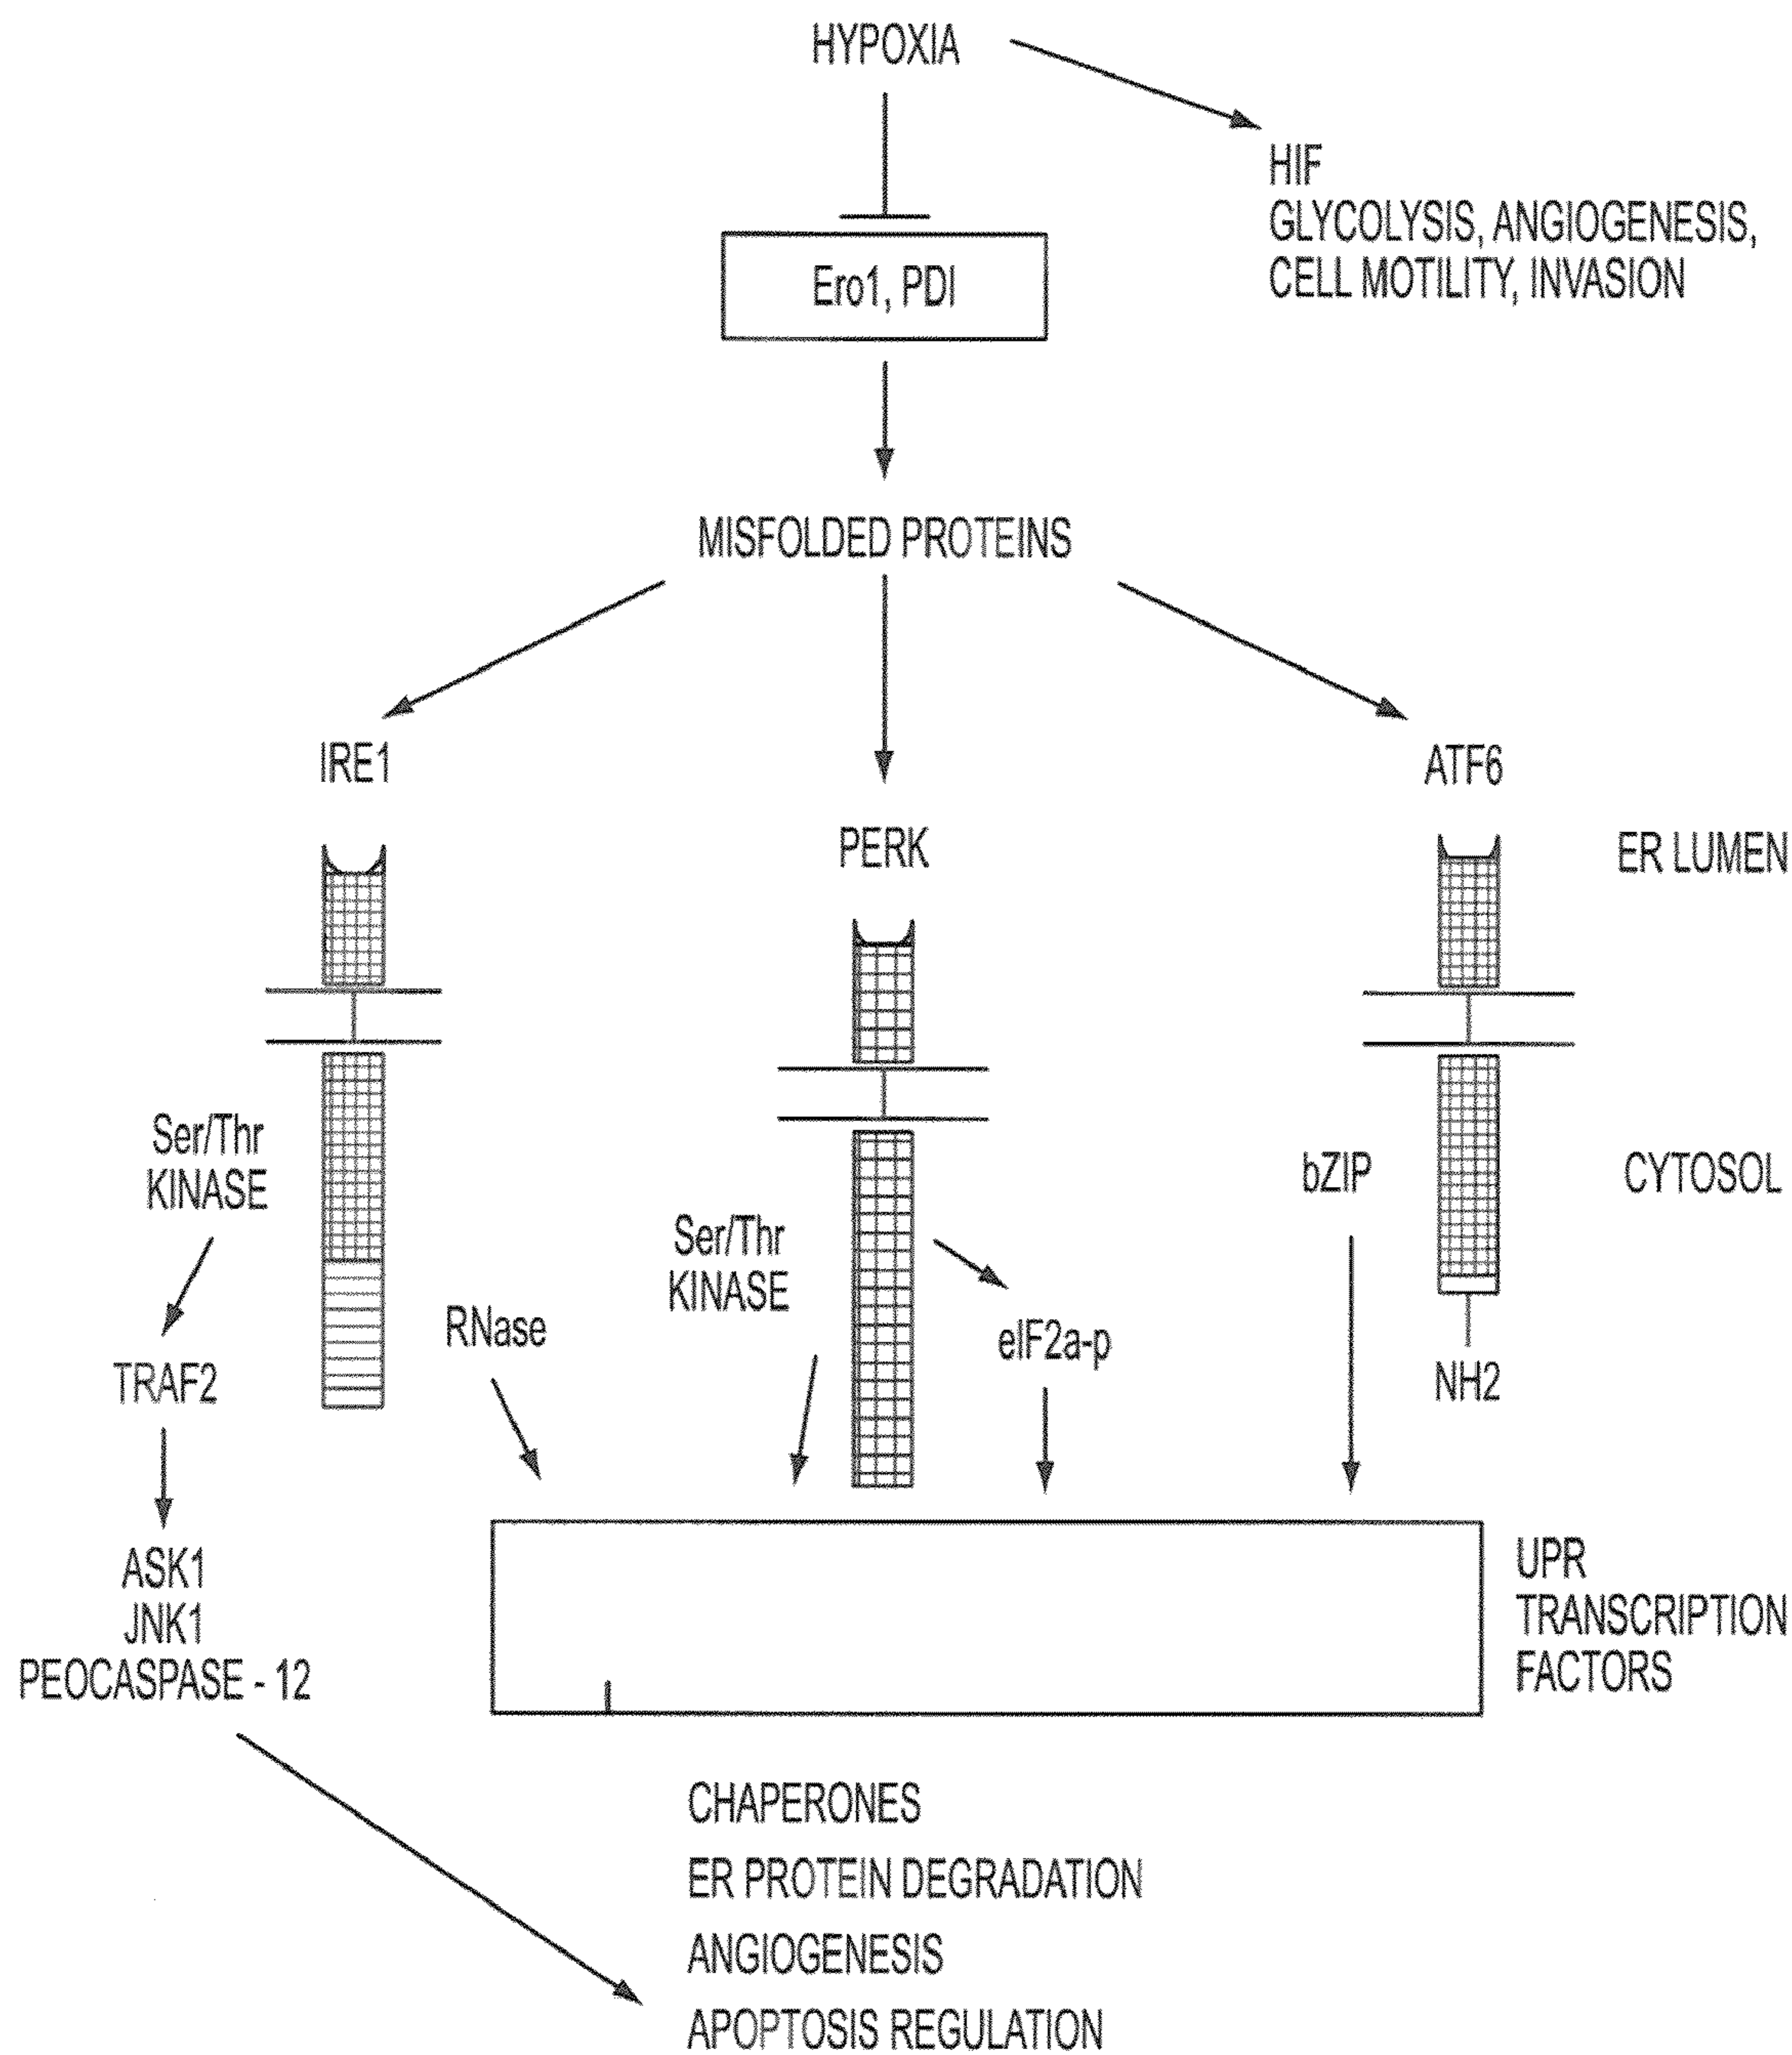 HYPOXIA
HIF
GLYCOLYSIS, ANGIOGENESIS,
CELL MOTILITY, INVASION
Ero1, PDI
MISFOLDED PROTEINS
IRE1
PERK
ATF6
ER LUMEN
Ser/Thr
KINASE
Ser/Thr
KINASE
bZIP
CYTOSOL
RNase
eIF2a-p
TRAF2
NH2
ASK1
JNK1
PEOCASPASE - 12
UPR
TRANSCRIPTION
FACTORS
CHAPERONES
ER PROTEIN DEGRADATION
ANGIOGENESIS
APOPTOSIS REGULATION